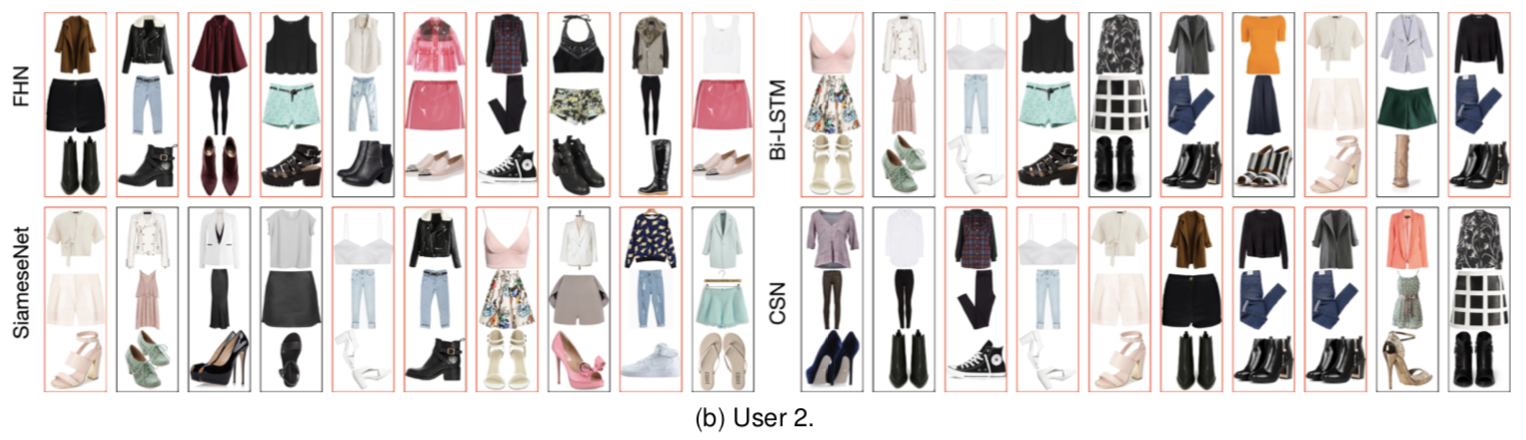 FHN
Bi-LSTM
SiameseNet
CSN
(b) User 2.